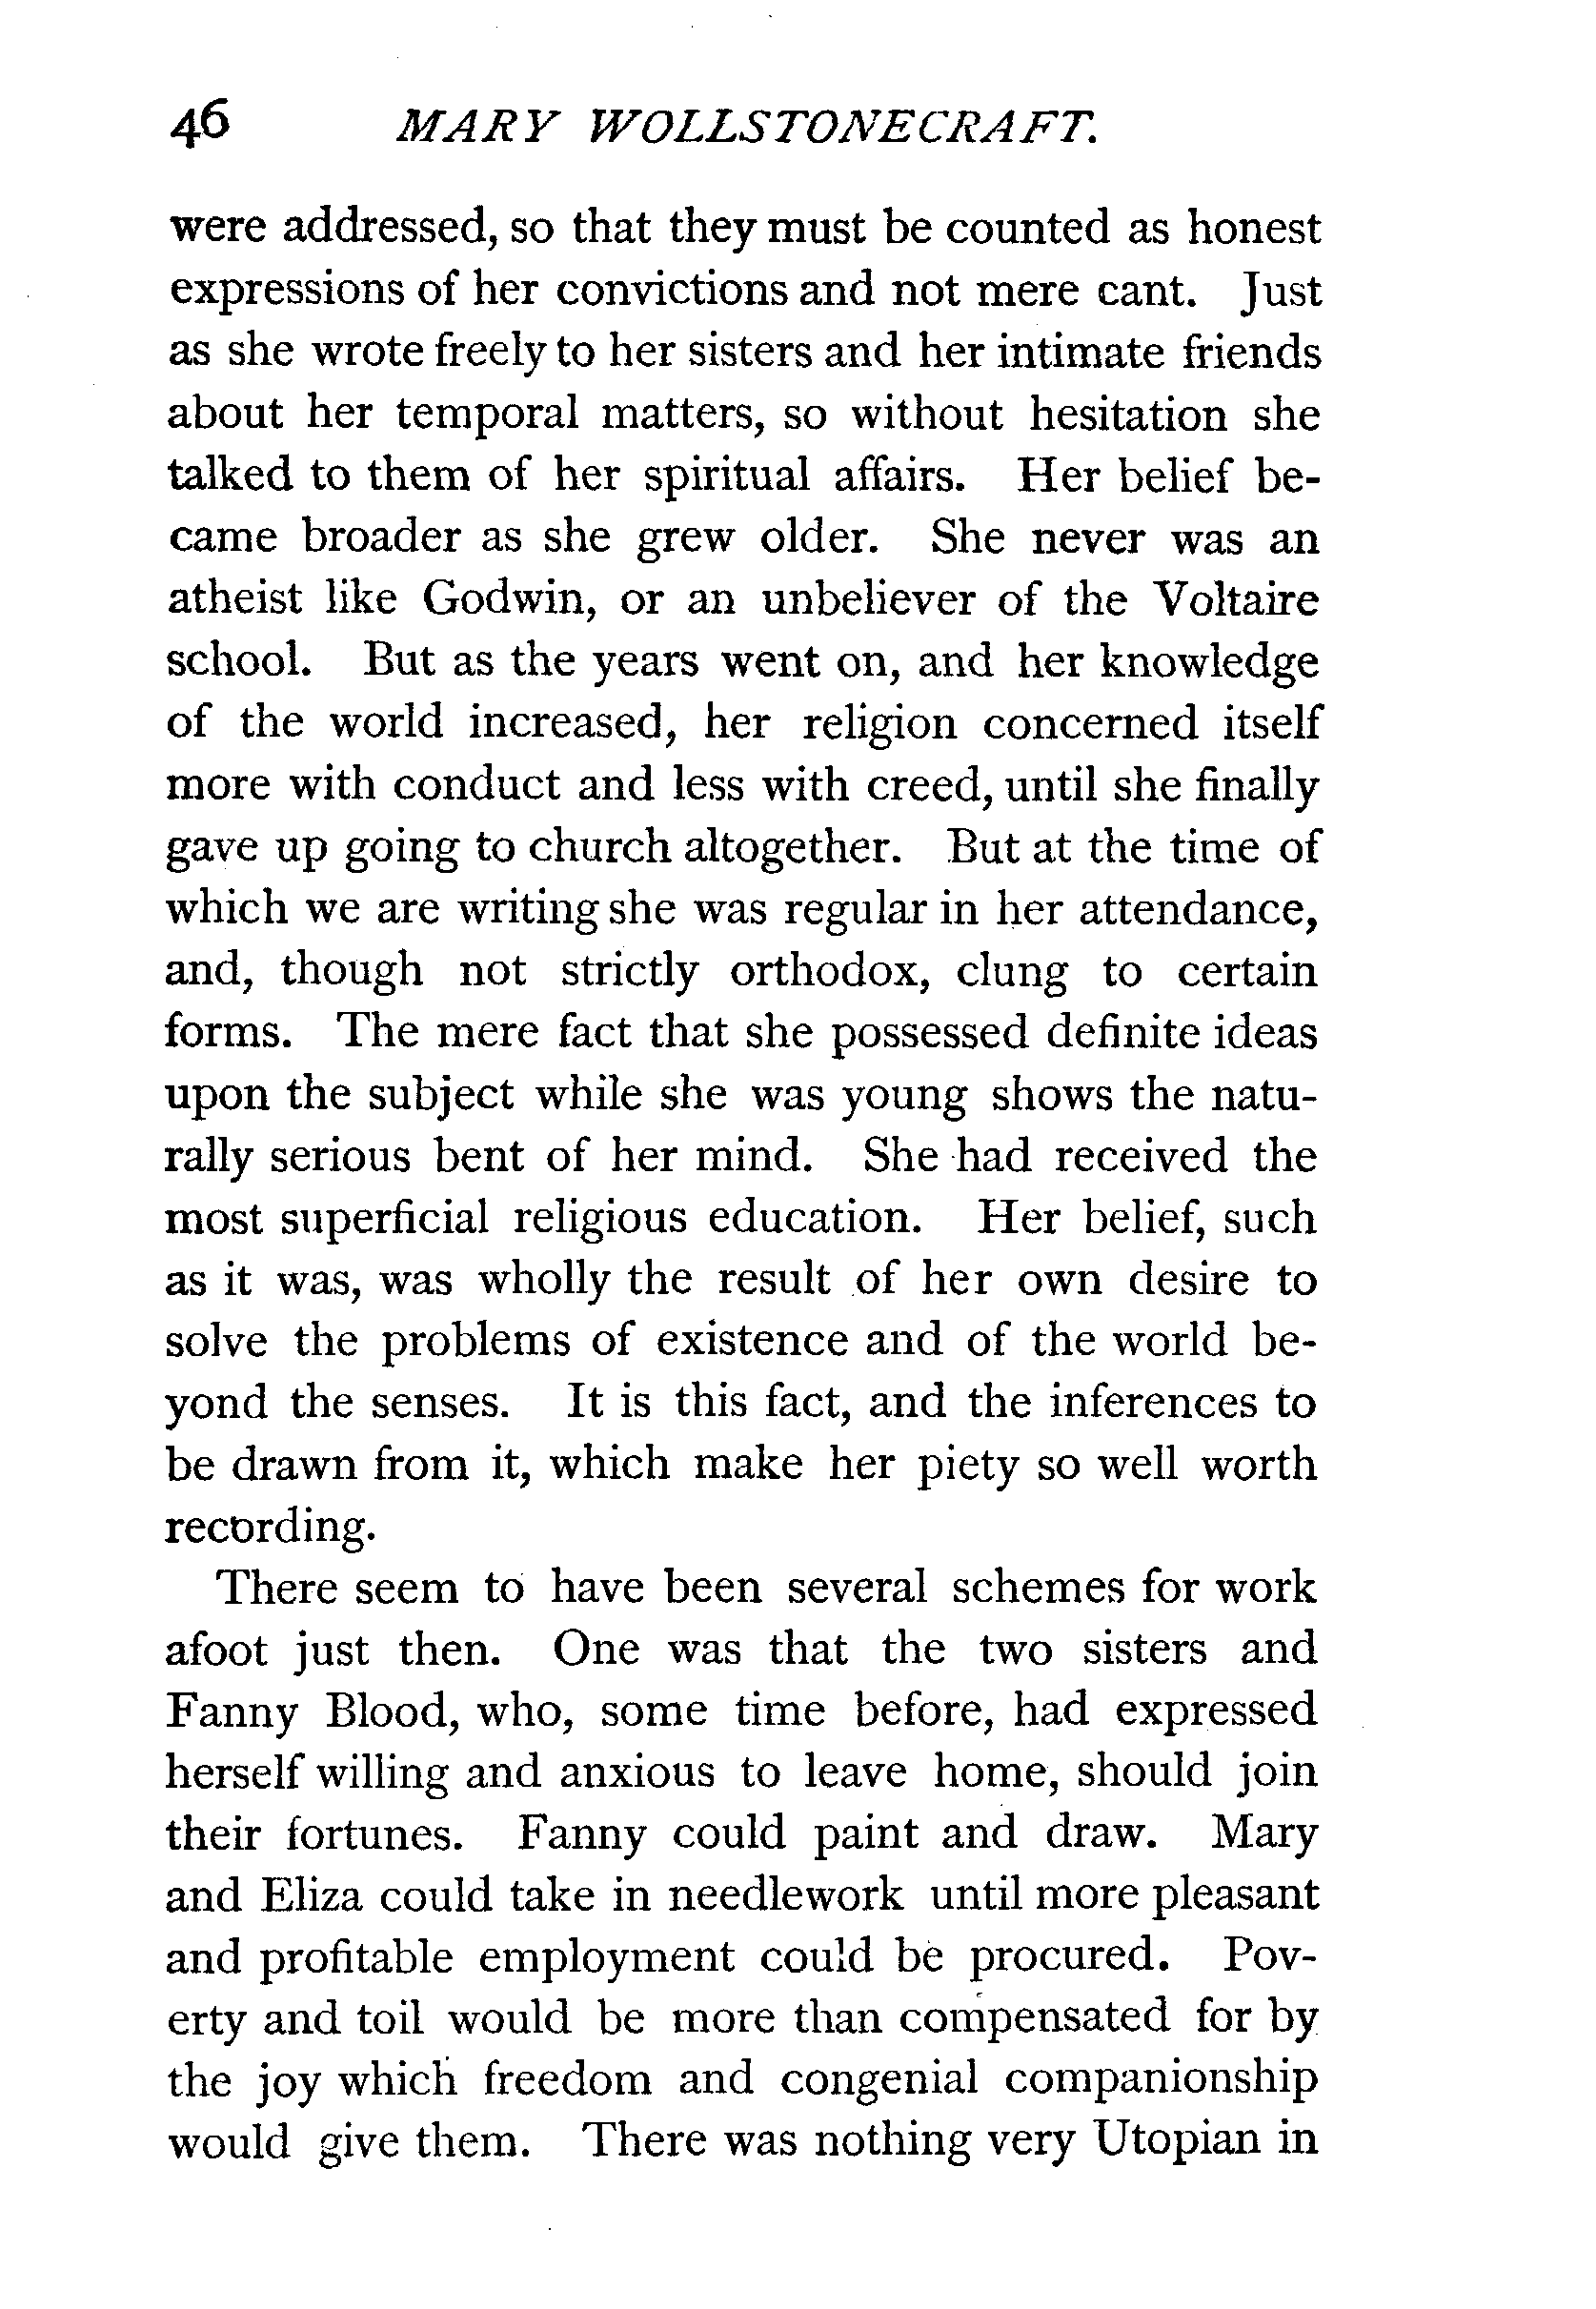 46 MARY WOLLSTONECRAFT.
were addressed, so that they must be counted as honest
expressions of her convictions and not mere cant. Just
as she wrote freely to her sisters and her intimate friends
about her temporal matters, so without hesitation she
talked to them of her spiritual affairs. Her belief be-
came broader as she grew older. She never was an
atheist like Godwin, or an unbeliever of the Voltaire
school. But as the years went on, and her knowledge
of the world increased, her religion concerned itself
more with conduct and less with creed, until she finally
gave up going to church altogether. But at the time of
which we are writing she was regular in her attendance,
and, though not strictly orthodox, clung to certain
forms. The mere fact that she possessed definite ideas
upon the subject while she was young shows the natu-
rally serious bent of her mind. She had received the
most superficial religious education. Her belief, such
as it was, was wholly the result of her own desire to
solve the problems of existence and of the world be-
yond the senses. It is this fact, and the inferences to
be drawn from it, which make her piety so well worth
recording.
There seem to have been several schemes for work
afoot just then. One was that the two sisters and
Fanny Blood, who, some time before, had expressed
herself willing and anxious to leave home, should join
their fortunes. Fanny could paint and draw. Mary
and Eliza could take in needlework until more pleasant
and profitable employment could be procured. Pov-
erty and toil would be more than compensated for by
the joy which freedom and congenial companionship
would give them. There was nothing very Utopian in